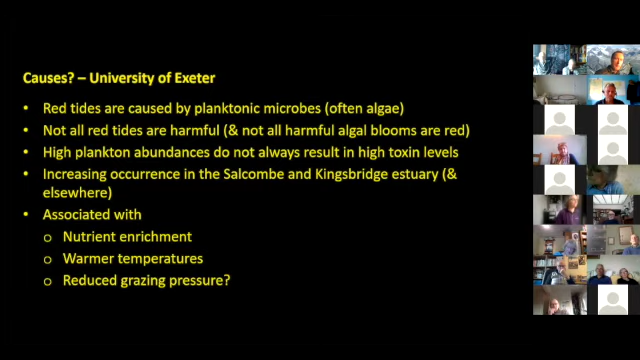 Causes? – University of Exeter
• Red tides are caused by planktonic microbes (often algae)
• Not all red tides are harmful (& not all harmful algal blooms are red)
• High plankton abundances do not always result in high toxin levels
• Increasing occurrence in the Salcombe and Kingsbridge estuary (&
elsewhere)
• Associated with
o Nutrient enrichment
o Warmer temperatures
o Reduced grazing pressure?